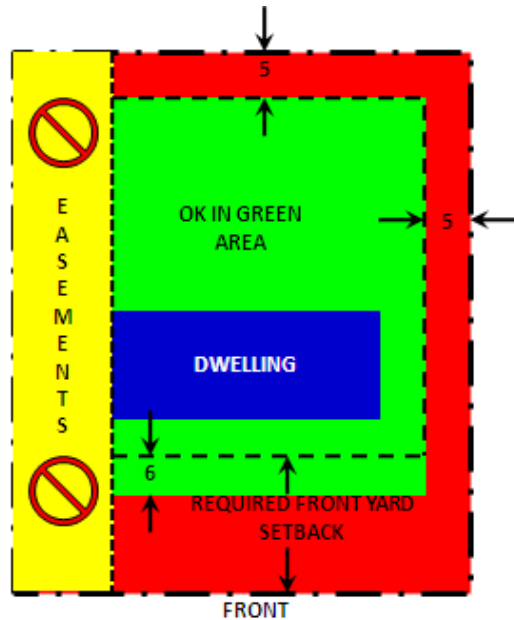 5
E
A
S
E
M
E
N
T
S
OK IN GREEN
AREA
5
DWELLING
6
REQUIRED FRONT YARD
SETBACK
FRONT